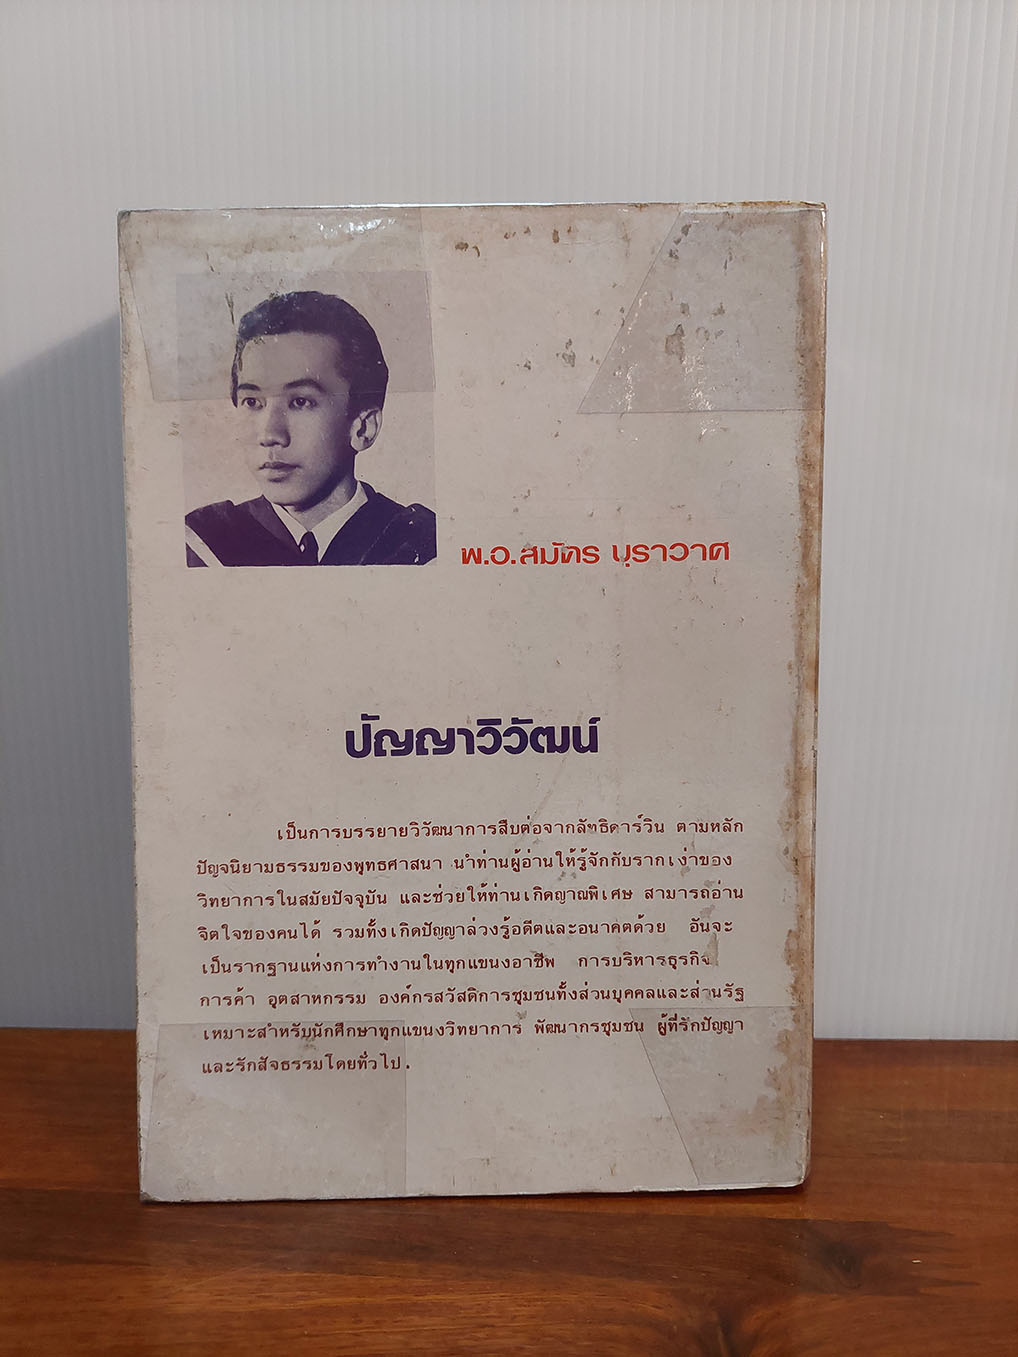 พ.อ.สมัคร บุราวาศ
ปัญญาวิวัฒน์
เป็นการบรรยายวิวัฒนาการสืบต่อจากลัทธิดาร์วิน ตามหลัก
ปัญจนิยามธรรมของพุทธศาสนา นำท่านผู้อ่านให้รู้จักกับรากเง่าของ
วิทยาการในสมัยปัจจุบัน และช่วยให้ท่านเกิดญาณพิเศษ สามารถอ่าน
จิตใจของคนได้ รวมทั้งเกิดปัญญาล่วงรู้อดีตและอนาคตด้วย อันจะ
เป็นรากฐานแห่งการทำงานในทุกแขนงอาชีพ การบริหารธุรกิจ
การค้า อุตสาหกรรม องค์กรสวัสดิการชุมชนทั้งส่วนบุคคลและส่วนรัฐ
เหมาะสำหรับนักศึกษาทุกแขนงวิทยาการ พัฒนากรชุมชน ผู้ที่รักปัญญา
และรักสัจธรรมโดยทั่วไป.